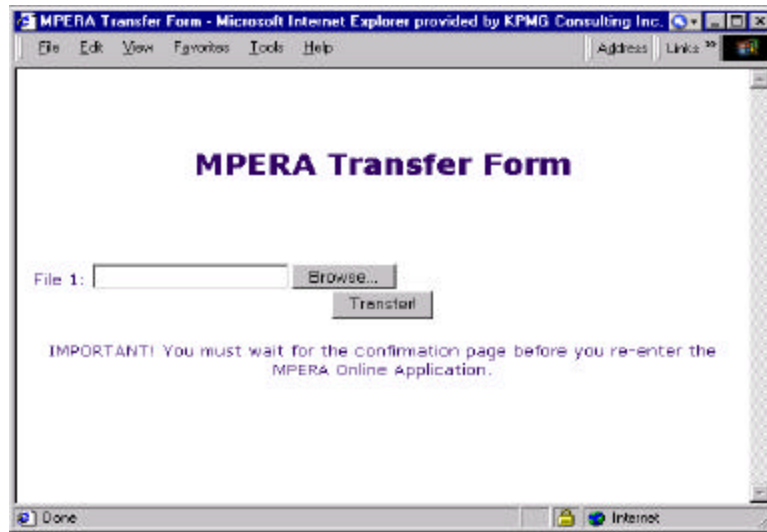 MPERA Transfer Form - Microsoft Internet Explorer provided by KPMG Consulting Inc.
File Edit View Favorites Tools Help Address Links »
MPERA Transfer Form
File 1: Browse...
Transfer!
IMPORTANT! You must wait for the confirmation page before you re-enter the
MPERA Online Application.
Done Internet